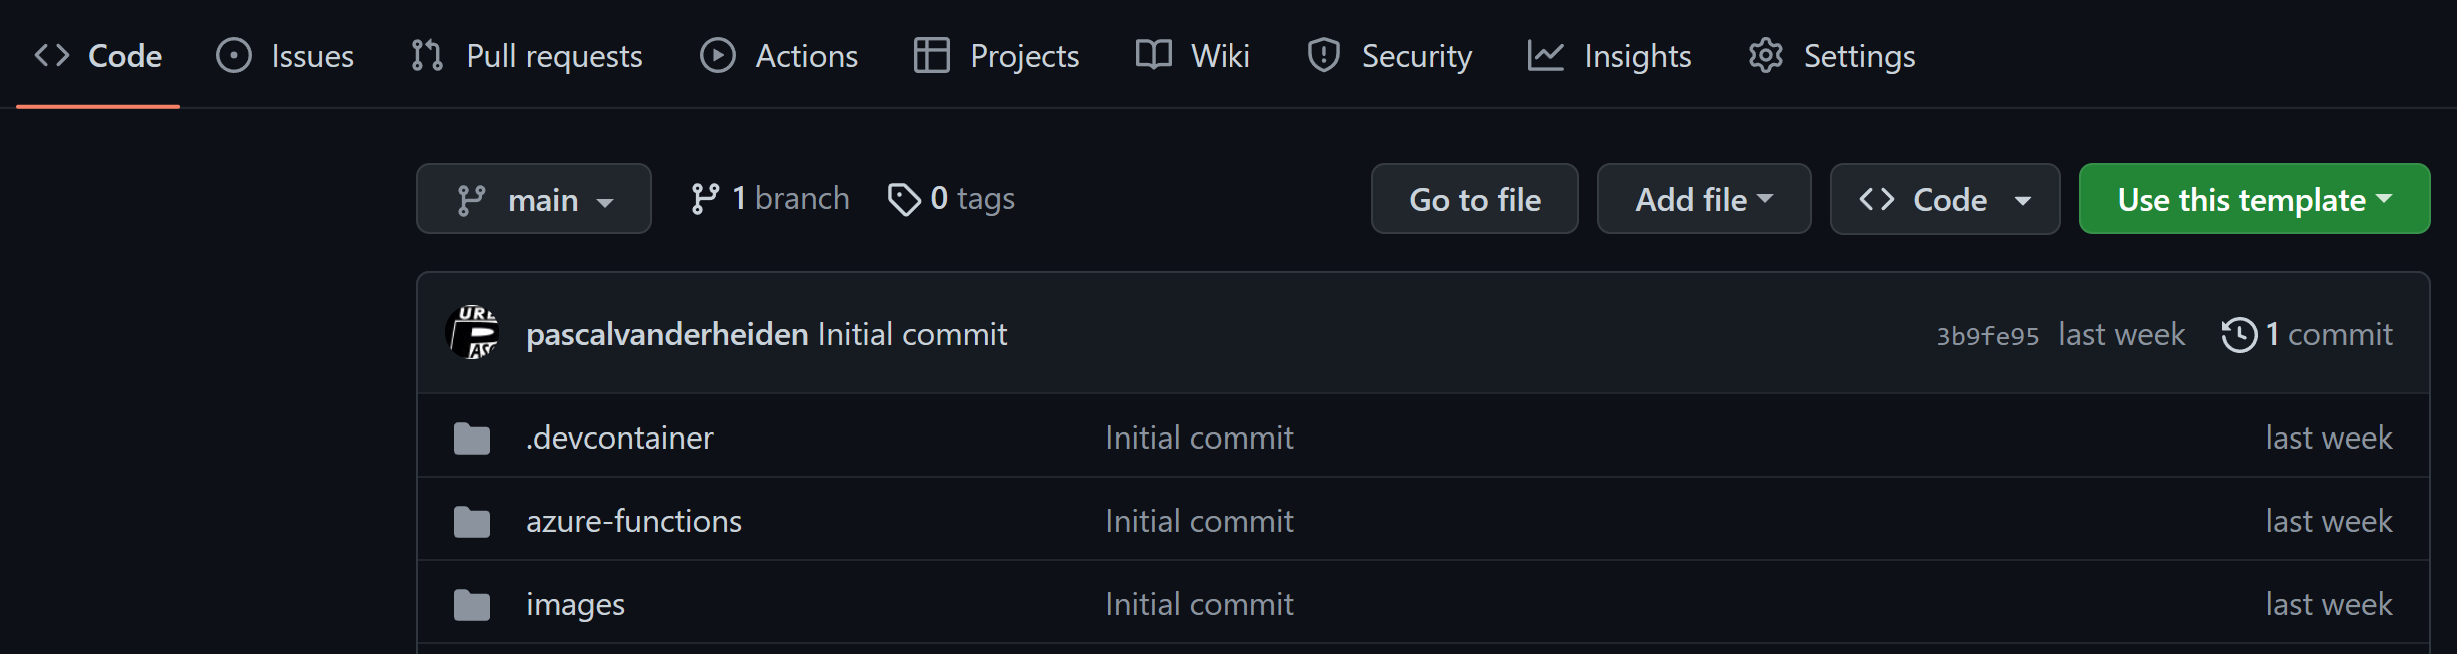 Code Issues Pull requests Actions Projects Wiki Security Insights Settings
main 1 branch 0 tags Go to file Add file Code Use this template
pascalvanderheiden Initial commit 3b9fe95 last week 1 commit
.devcontainer Initial commit last week
azure-functions Initial commit last week
images Initial commit last week